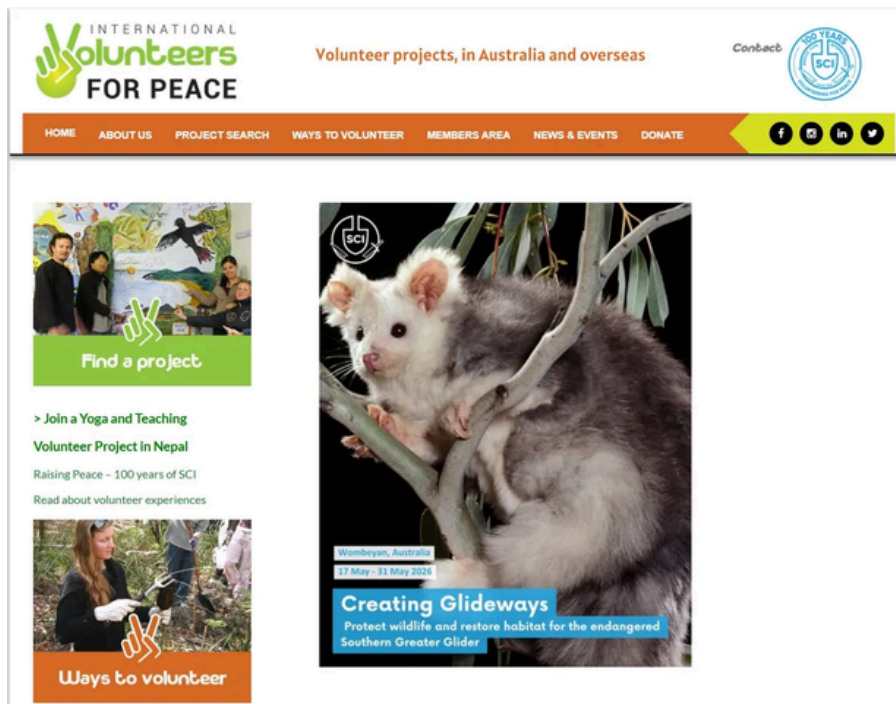 INTERNATIONAL
Volunteers
FOR PEACE
Volunteer projects, in Australia and overseas
Contact
100 YEARS
SCI
VOLUNTEERING FOR PEACE
HOME ABOUT US PROJECT SEARCH WAYS TO VOLUNTEER MEMBERS AREA NEWS & EVENTS DONATE
Find a project
> Join a Yoga and Teaching
Volunteer Project in Nepal
Raising Peace – 100 years of SCI
Read about volunteer experiences
Ways to volunteer
SCI
Wombeyan, Australia
17 May - 31 May 2026
Creating Glideways
Protect wildlife and restore habitat for the endangered
Southern Greater Glider